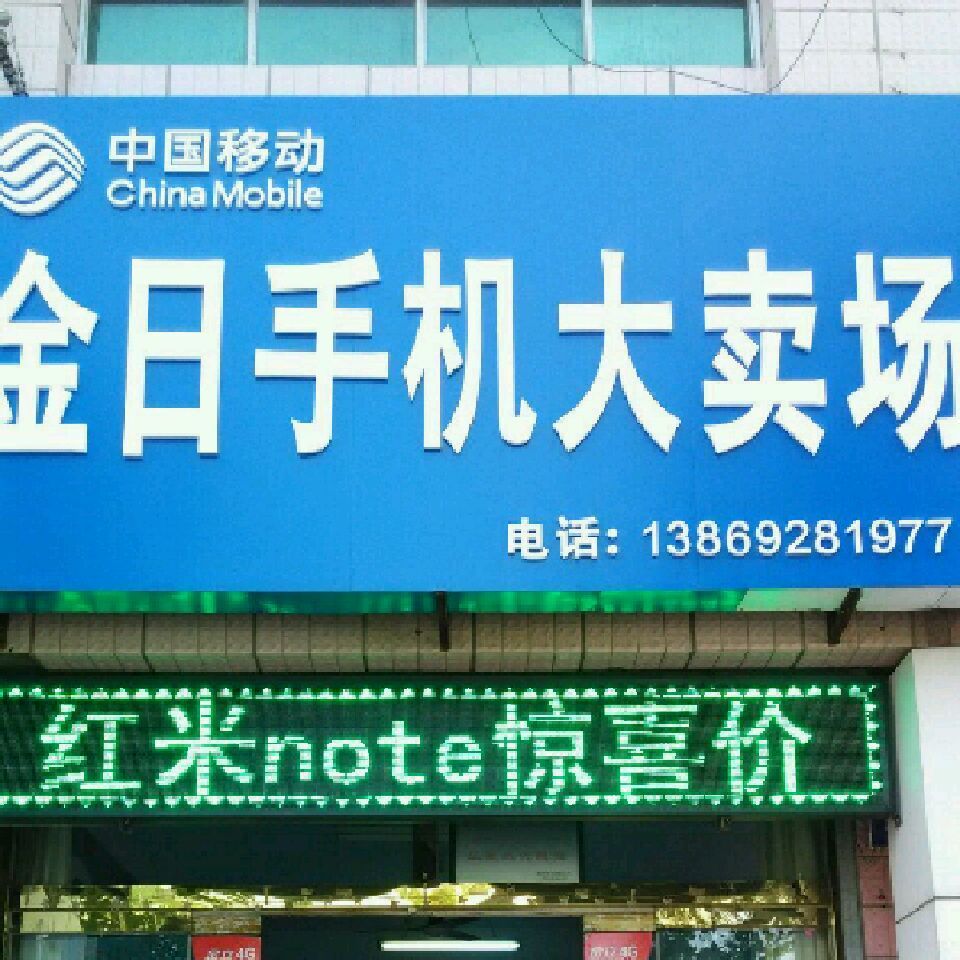 中国移动
China Mobile
金日手机大卖场
电话: 13869281977
红米note惊喜价